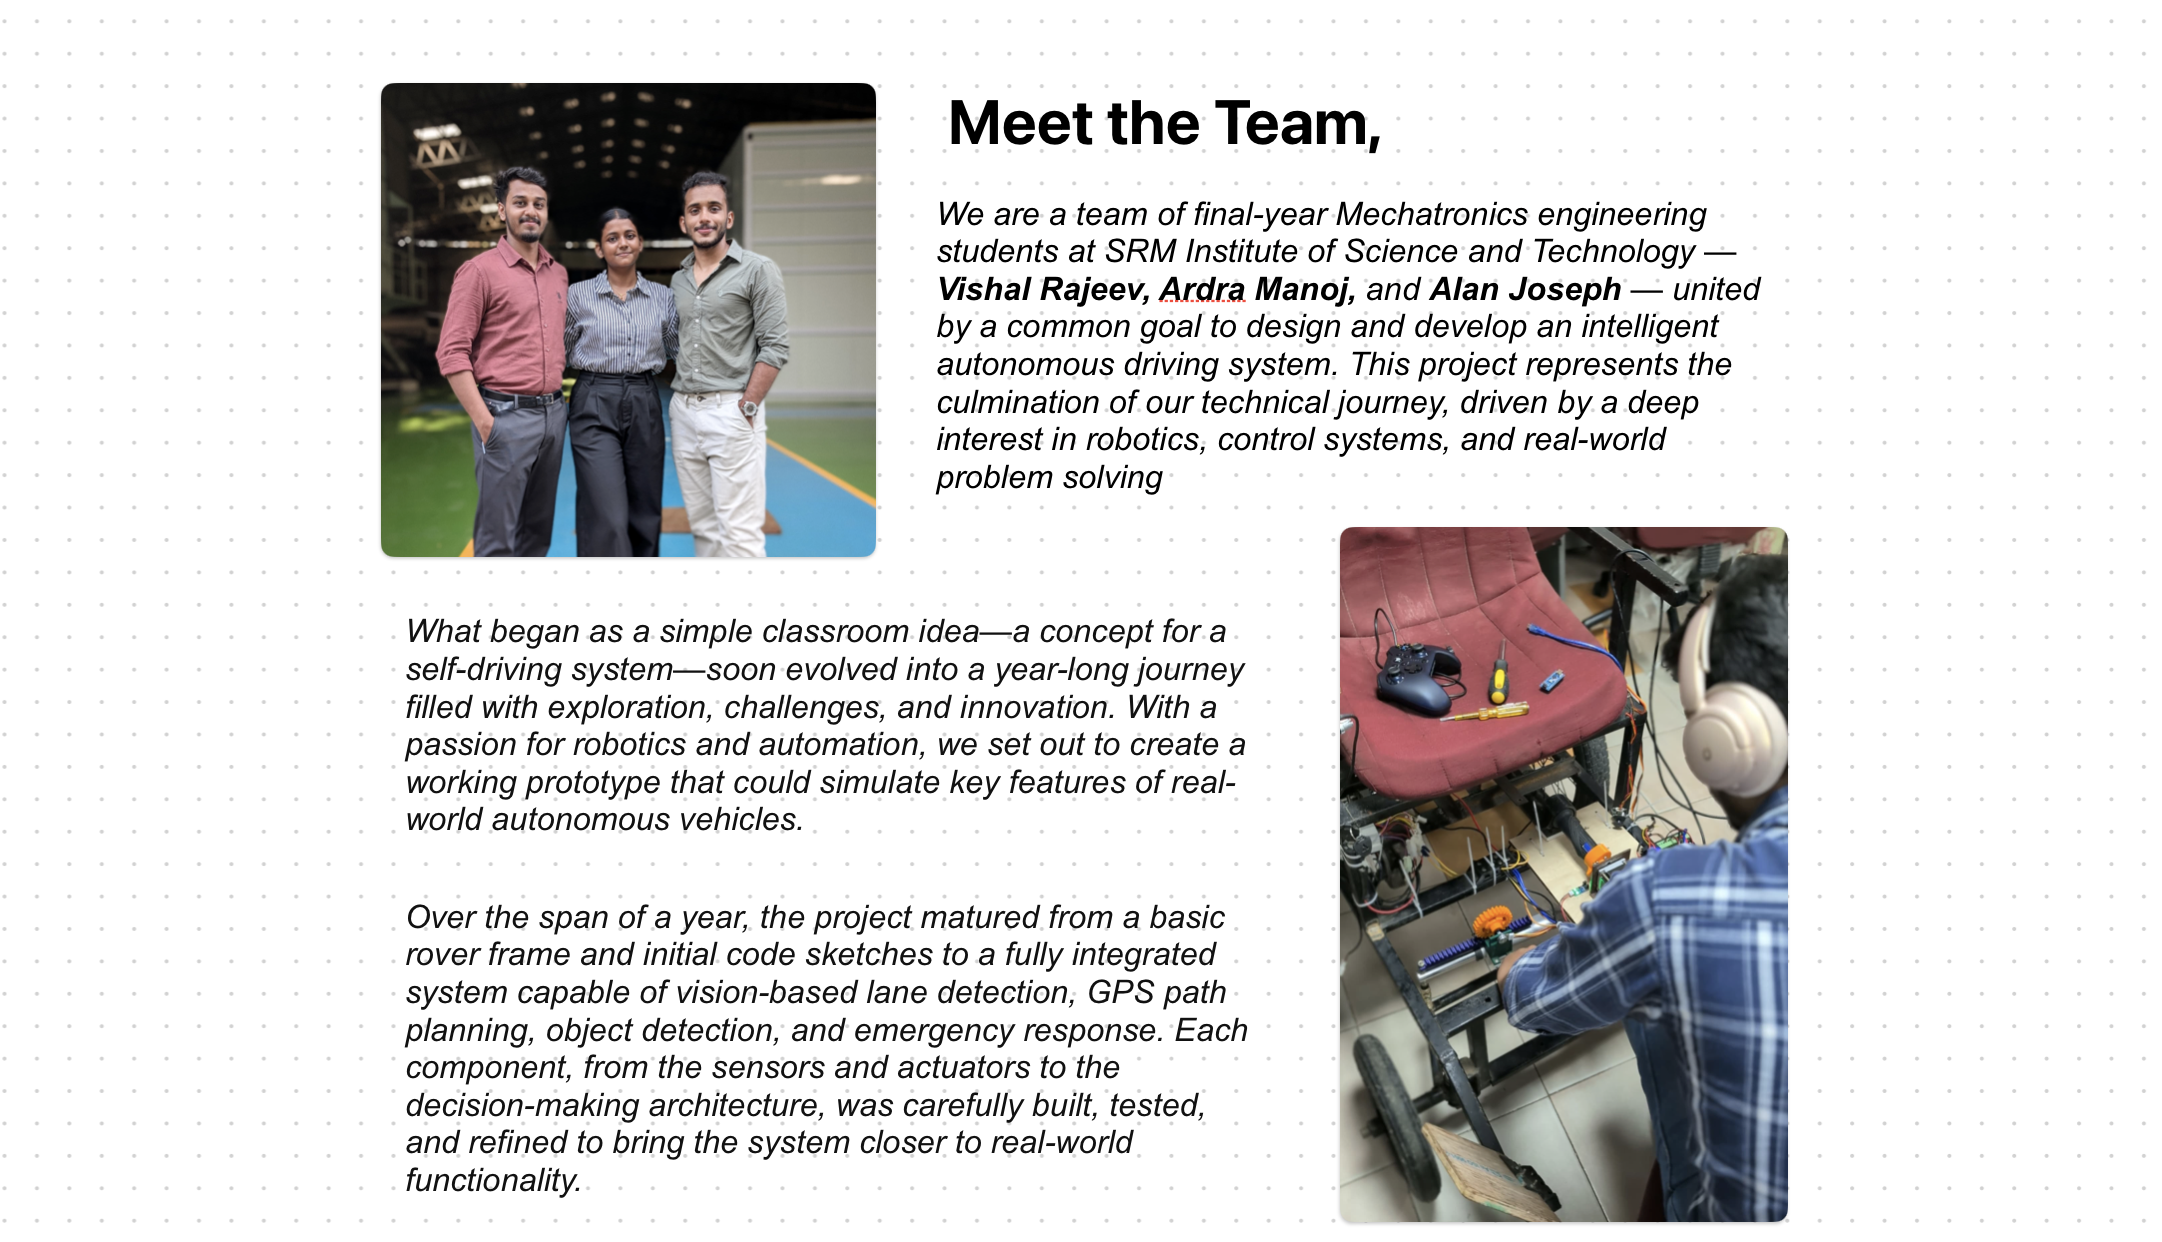 Meet the Team,
We are a team of final-year Mechatronics engineering
students at SRM Institute of Science and Technology —
Vishal Rajeev, Ardra Manoj, and Alan Joseph — united
by a common goal to design and develop an intelligent
autonomous driving system. This project represents the
culmination of our technical journey, driven by a deep
interest in robotics, control systems, and real-world
problem solving
What began as a simple classroom idea—a concept for a
self-driving system—soon evolved into a year-long journey
filled with exploration, challenges, and innovation. With a
passion for robotics and automation, we set out to create a
working prototype that could simulate key features of real-
world autonomous vehicles.
Over the span of a year, the project matured from a basic
rover frame and initial code sketches to a fully integrated
system capable of vision-based lane detection, GPS path
planning, object detection, and emergency response. Each
component, from the sensors and actuators to the
decision-making architecture, was carefully built, tested,
and refined to bring the system closer to real-world
functionality.